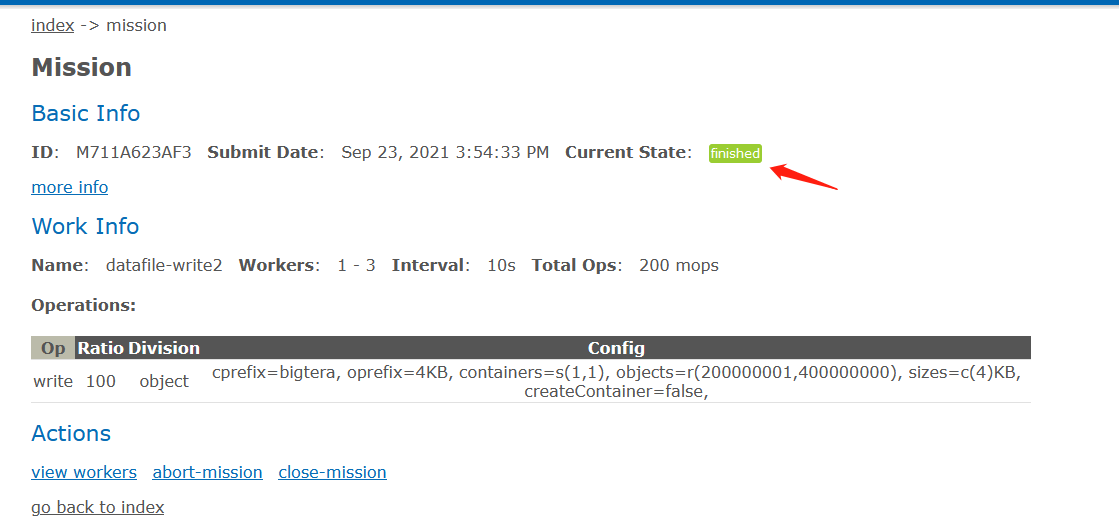 index -> mission
Mission
Basic Info
ID: M711A623AF3 Submit Date: Sep 23, 2021 3:54:33 PM Current State: finished
more info
Work Info
Name: datafile-write2 Workers: 1 - 3 Interval: 10s Total Ops: 200 mops
Operations:
Op Ratio Division Config
write 100 object cprefix=bigtera, oprefix=4KB, containers=s(1,1), objects=r(200000001,400000000), sizes=c(4)KB,
createContainer=false,
Actions
view workers abort-mission close-mission
go back to index